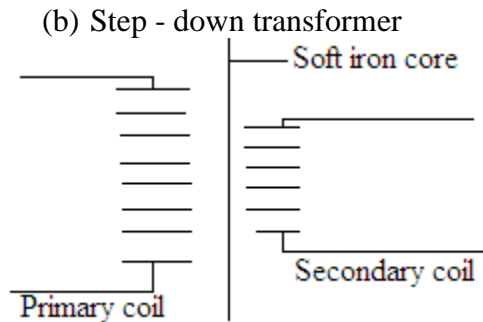 (b) Step - down transformer
Soft iron core
Secondary coil
Primary coil